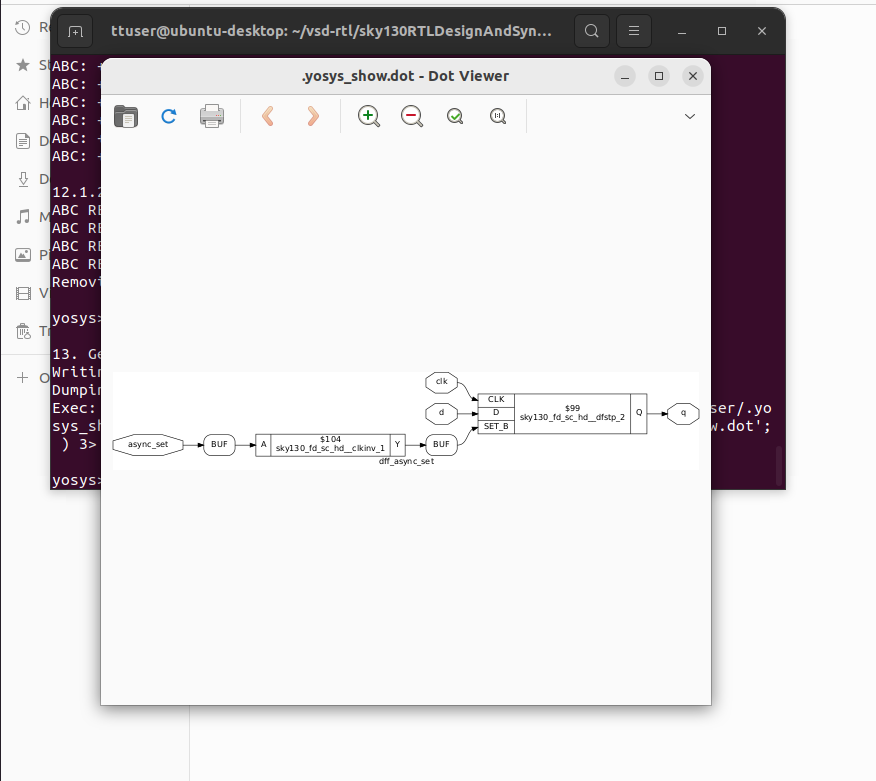 ttuser@ubuntu-desktop: ~/vsd-rtl/sky130RTLDesignAndSyn...
.yosys_show.dot - Dot Viewer
ABC: +
ABC: +
ABC: +
ABC: +
ABC: +
ABC: +
12.1.2
ABC RE
ABC RE
ABC RE
ABC RE
Removi
yosys>
13. Ge
Writin
Dumpin
Exec:
ser/.yo
sys_sh
w.dot';
) 3>
yosys>
clk
d
CLK
D
SET_B
$99
sky130_fd_sc_hd__dfstp_2
Q
q
async_set
BUF
A
$104
sky130_fd_sc_hd__clkinv_1
Y
BUF
dff_async_set